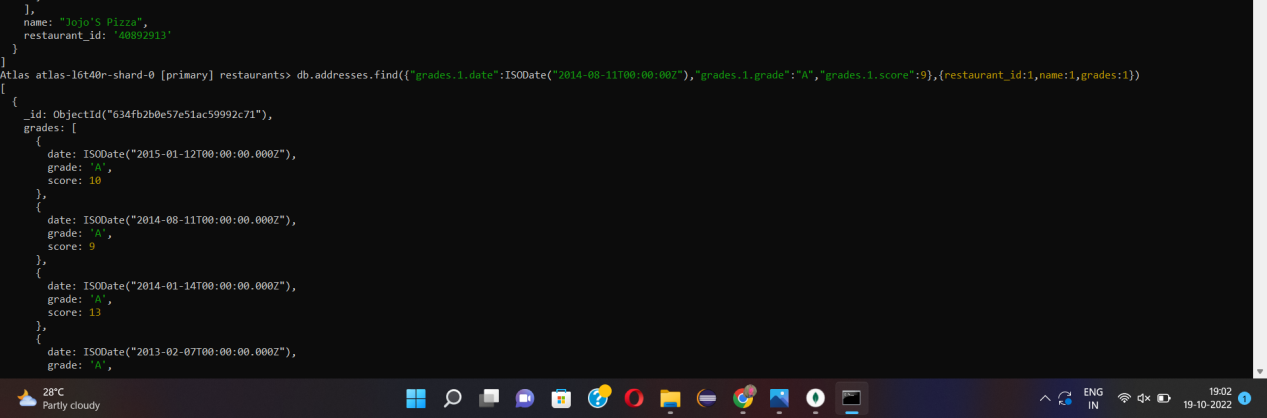 ],
name: "Jojo'S Pizza",
restaurant_id: '40892913'
}
]
Atlas atlas-l6t40r-shard-0 [primary] restaurants> db.addresses.find({"grades.1.date":ISODate("2014-08-11T00:00:00Z"),"grades.1.grade":"A","grades.1.score":9},{restaurant_id:1,name:1,grades:1})
[
{
_id: ObjectId("634fb2b0e57e51ac59992c71"),
grades: [
{
date: ISODate("2015-01-12T00:00:00.000Z"),
grade: 'A',
score: 10
},
{
date: ISODate("2014-08-11T00:00:00.000Z"),
grade: 'A',
score: 9
},
{
date: ISODate("2014-01-14T00:00:00.000Z"),
grade: 'A',
score: 13
},
{
date: ISODate("2013-02-07T00:00:00.000Z"),
grade: 'A',
28°C
Partly cloudy
ENG
IN
19:02
19-10-2022
1